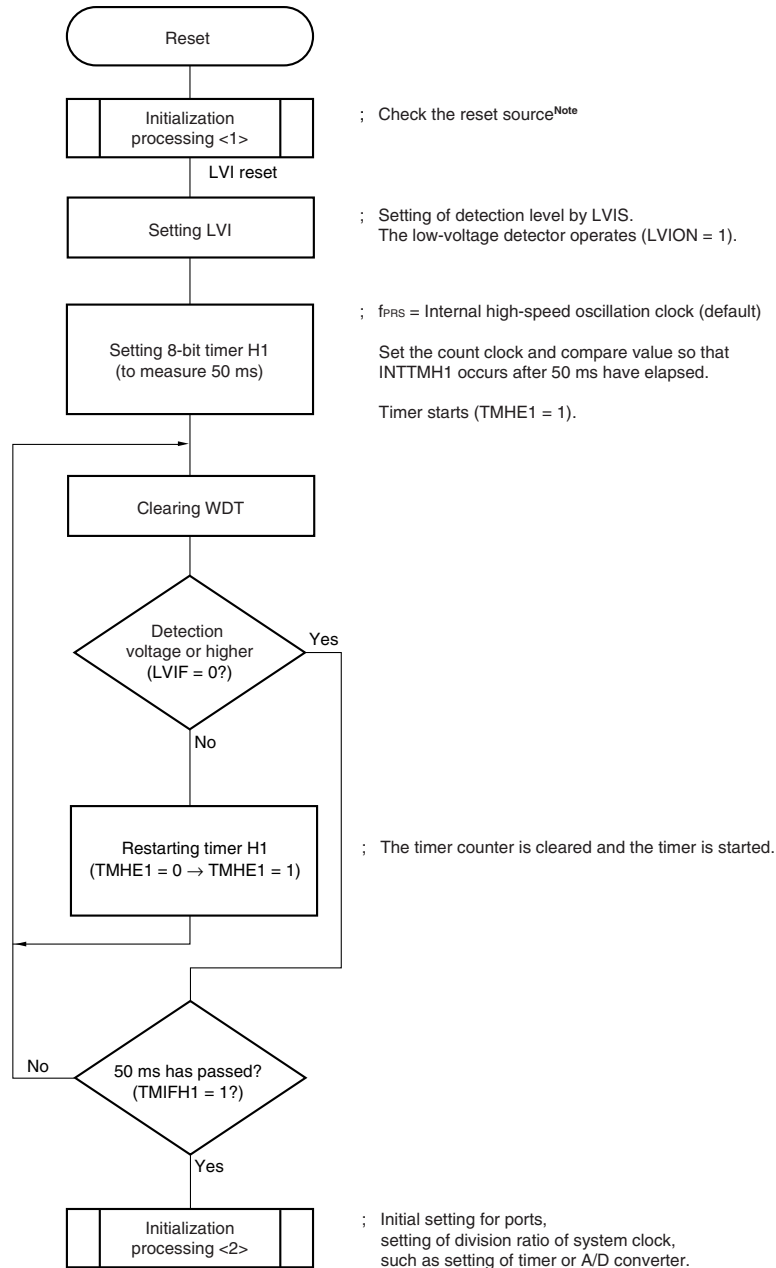 Reset
Initialization
processing <1>
; Check the reset sourceNote
LVI reset
Setting LVI
; Setting of detection level by LVIS.
The low-voltage detector operates (LVION = 1).
Setting 8-bit timer H1
(to measure 50 ms)
; fPRS = Internal high-speed oscillation clock (default)
Set the count clock and compare value so that
INTTMH1 occurs after 50 ms have elapsed.
Timer starts (TMHE1 = 1).
Clearing WDT
Detection
voltage or higher
(LVIF = 0?)
Yes
No
Restarting timer H1
(TMHE1 = 0 → TMHE1 = 1)
; The timer counter is cleared and the timer is started.
No
50 ms has passed?
(TMIFH1 = 1?)
Yes
Initialization
processing <2>
; Initial setting for ports,
setting of division ratio of system clock,
such as setting of timer or A/D converter.